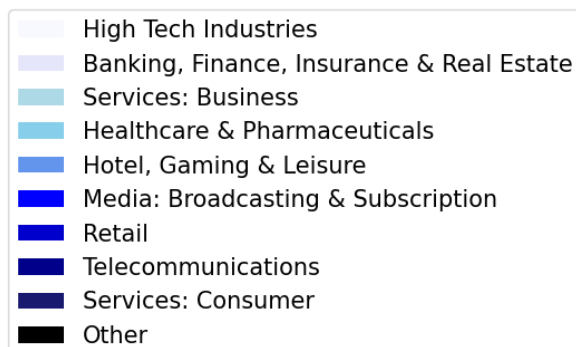 High Tech Industries
Banking, Finance, Insurance & Real Estate
Services: Business
Healthcare & Pharmaceuticals
Hotel, Gaming & Leisure
Media: Broadcasting & Subscription
Retail
Telecommunications
Services: Consumer
Other